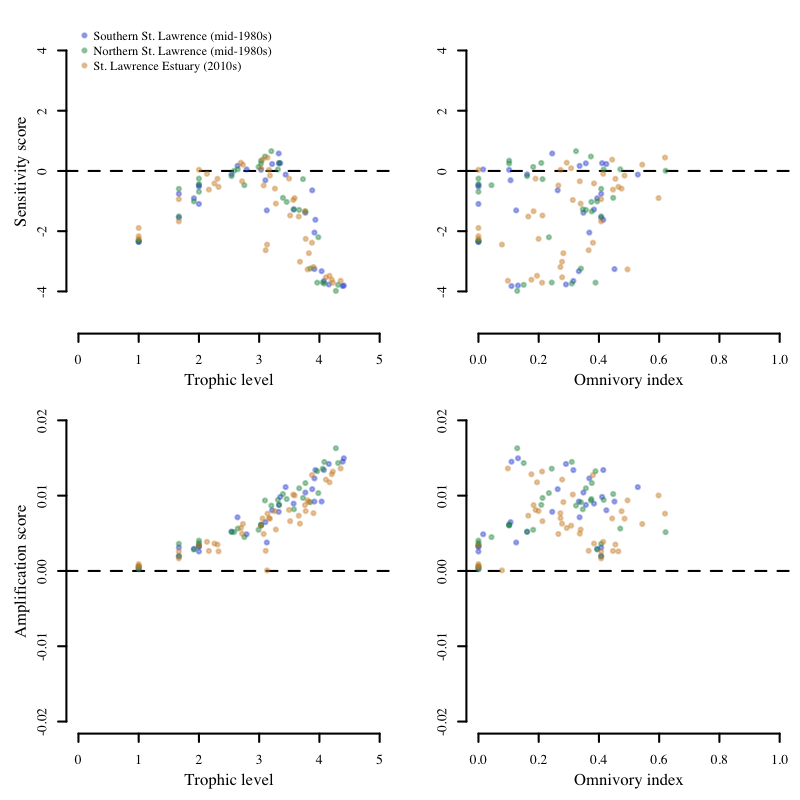 Southern St. Lawrence (mid-1980s)
Northern St. Lawrence (mid-1980s)
St. Lawrence Estuary (2010s)
Sensitivity score
4
2
0
-2
-4
0 1 2 3 4 5
Trophic level
4
2
0
-2
-4
0.0 0.2 0.4 0.6 0.8 1.0
Omnivory index
Amplification score
0.02
0.01
0.00
-0.01
-0.02
0 1 2 3 4 5
Trophic level
0.02
0.01
0.00
-0.01
-0.02
0.0 0.2 0.4 0.6 0.8 1.0
Omnivory index